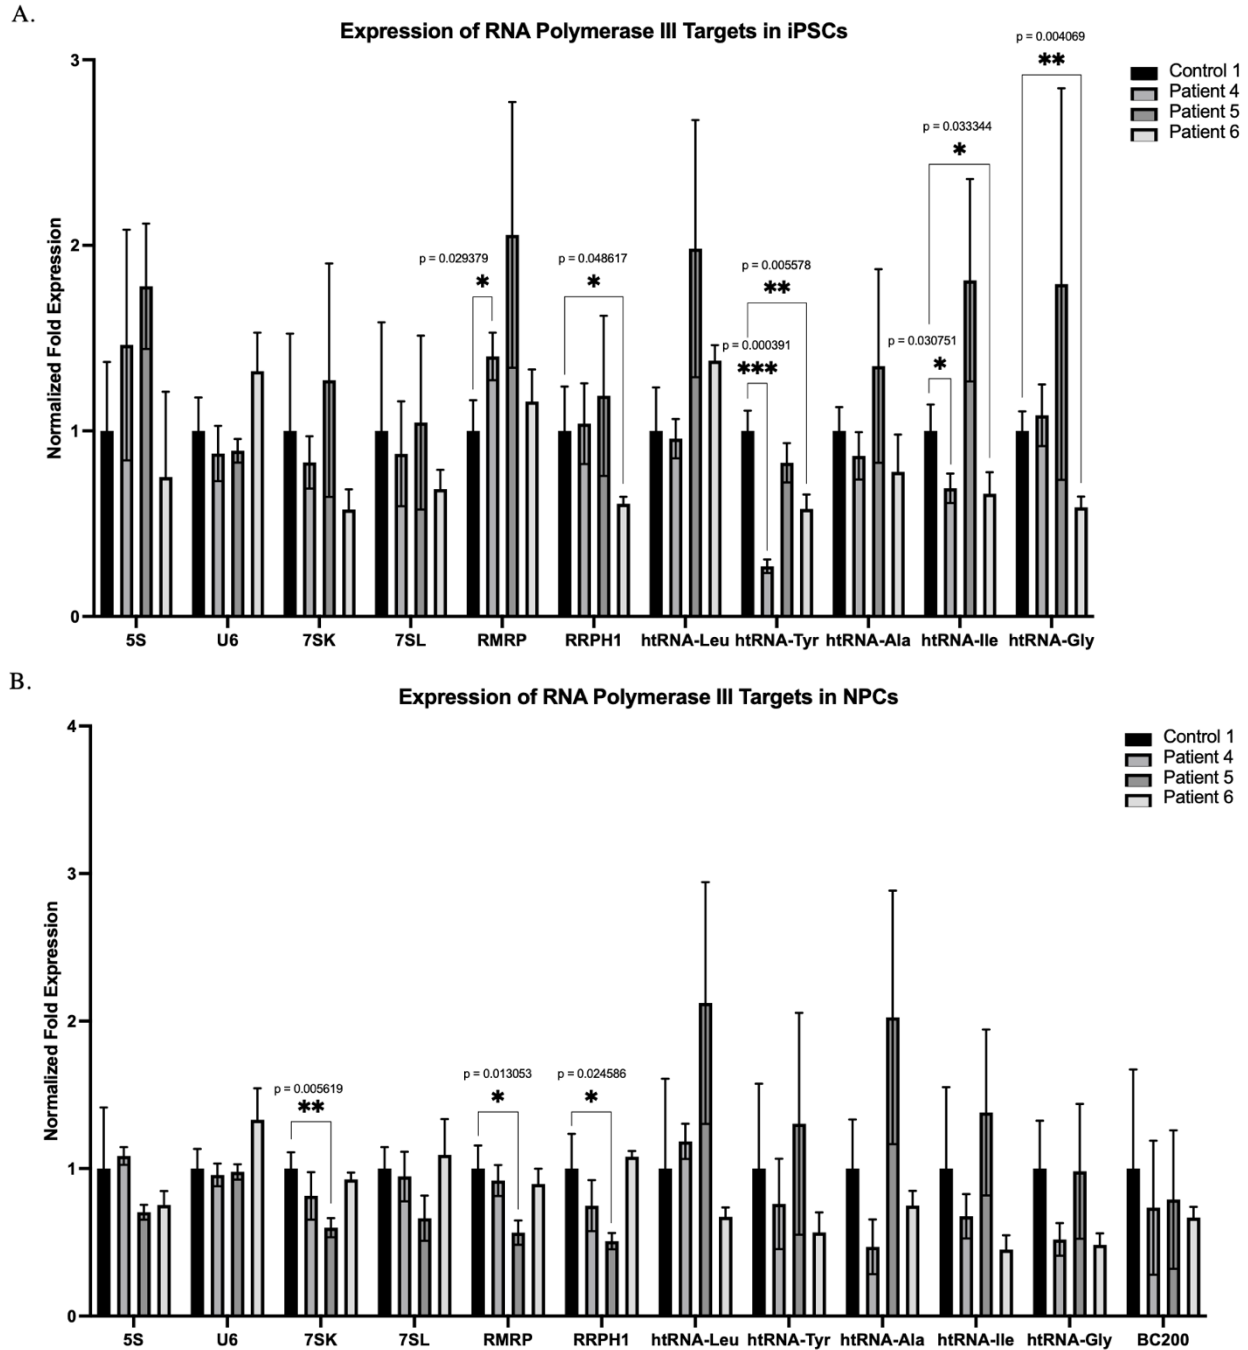 A.
Expression of RNA Polymerase III Targets in iPSCs
p = 0.004069
**
Control 1
Patient 4
Patient 5
Patient 6
p = 0.033344
*
p = 0.029379
*
p = 0.048617
*
p = 0.005578
**
p = 0.000391
***
p = 0.030751
*
Normalized Fold Expression
3
2
1
0
5S U6 7SK 7SL RMRP RRPH1 htRNA-Leu htRNA-Tyr htRNA-Ala htRNA-Ile htRNA-Gly
B.
Expression of RNA Polymerase III Targets in NPCs
Control 1
Patient 4
Patient 5
Patient 6
p = 0.005619
**
p = 0.013053
*
p = 0.024586
*
Normalized Fold Expression
4
3
2
1
0
5S U6 7SK 7SL RMRP RRPH1 htRNA-Leu htRNA-Tyr htRNA-Ala htRNA-Ile htRNA-Gly BC200